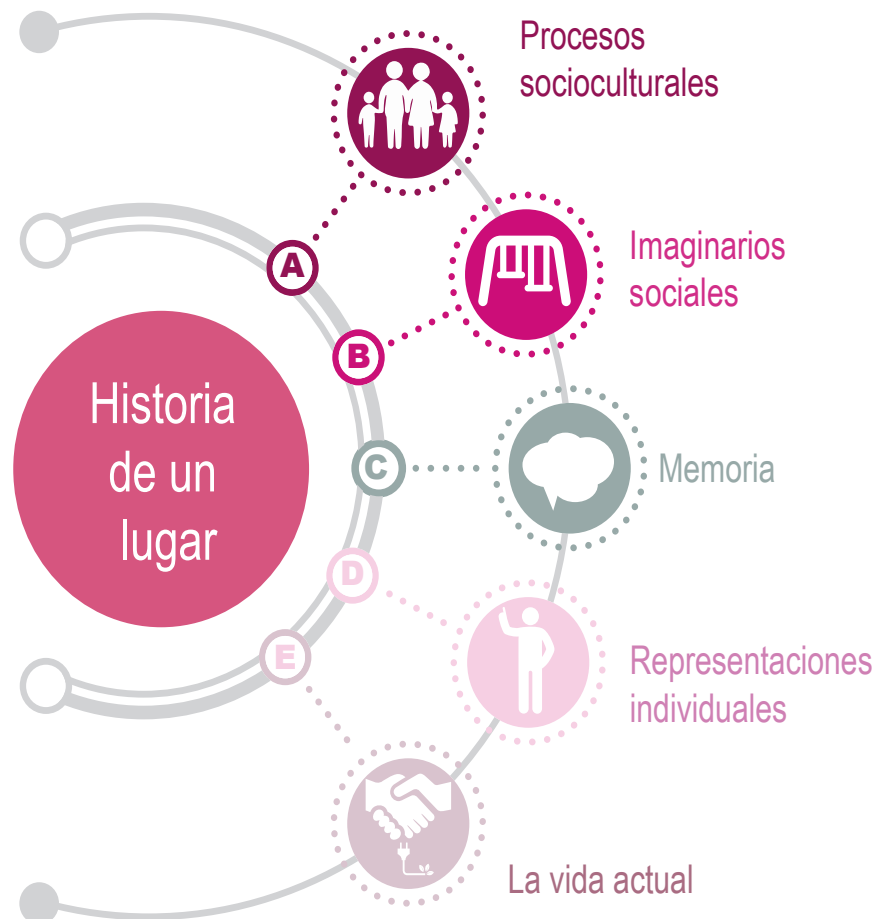 Historia
de un
lugar
A
Procesos
socioculturales
B
Imaginarios
sociales
C
Memoria
D
Representaciones
individuales
E
La vida actual